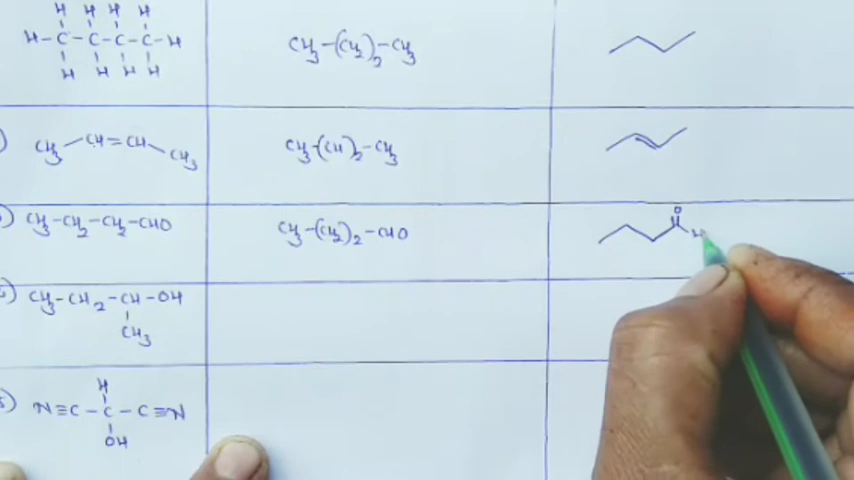 H H H H
H-C-C-C-C-H
H H H H
CH₃-(CH₂)₂-CH₃
) CH₃-CH=CH-CH₃
CH₃-(CH)₂-CH₃
) CH₃-CH₂-CH₂-CHO
CH₃-(CH₂)₂-CHO
O
H
) CH₃-CH₂-CH-OH
CH₃
) H
N≡C-C-C≡N
OH